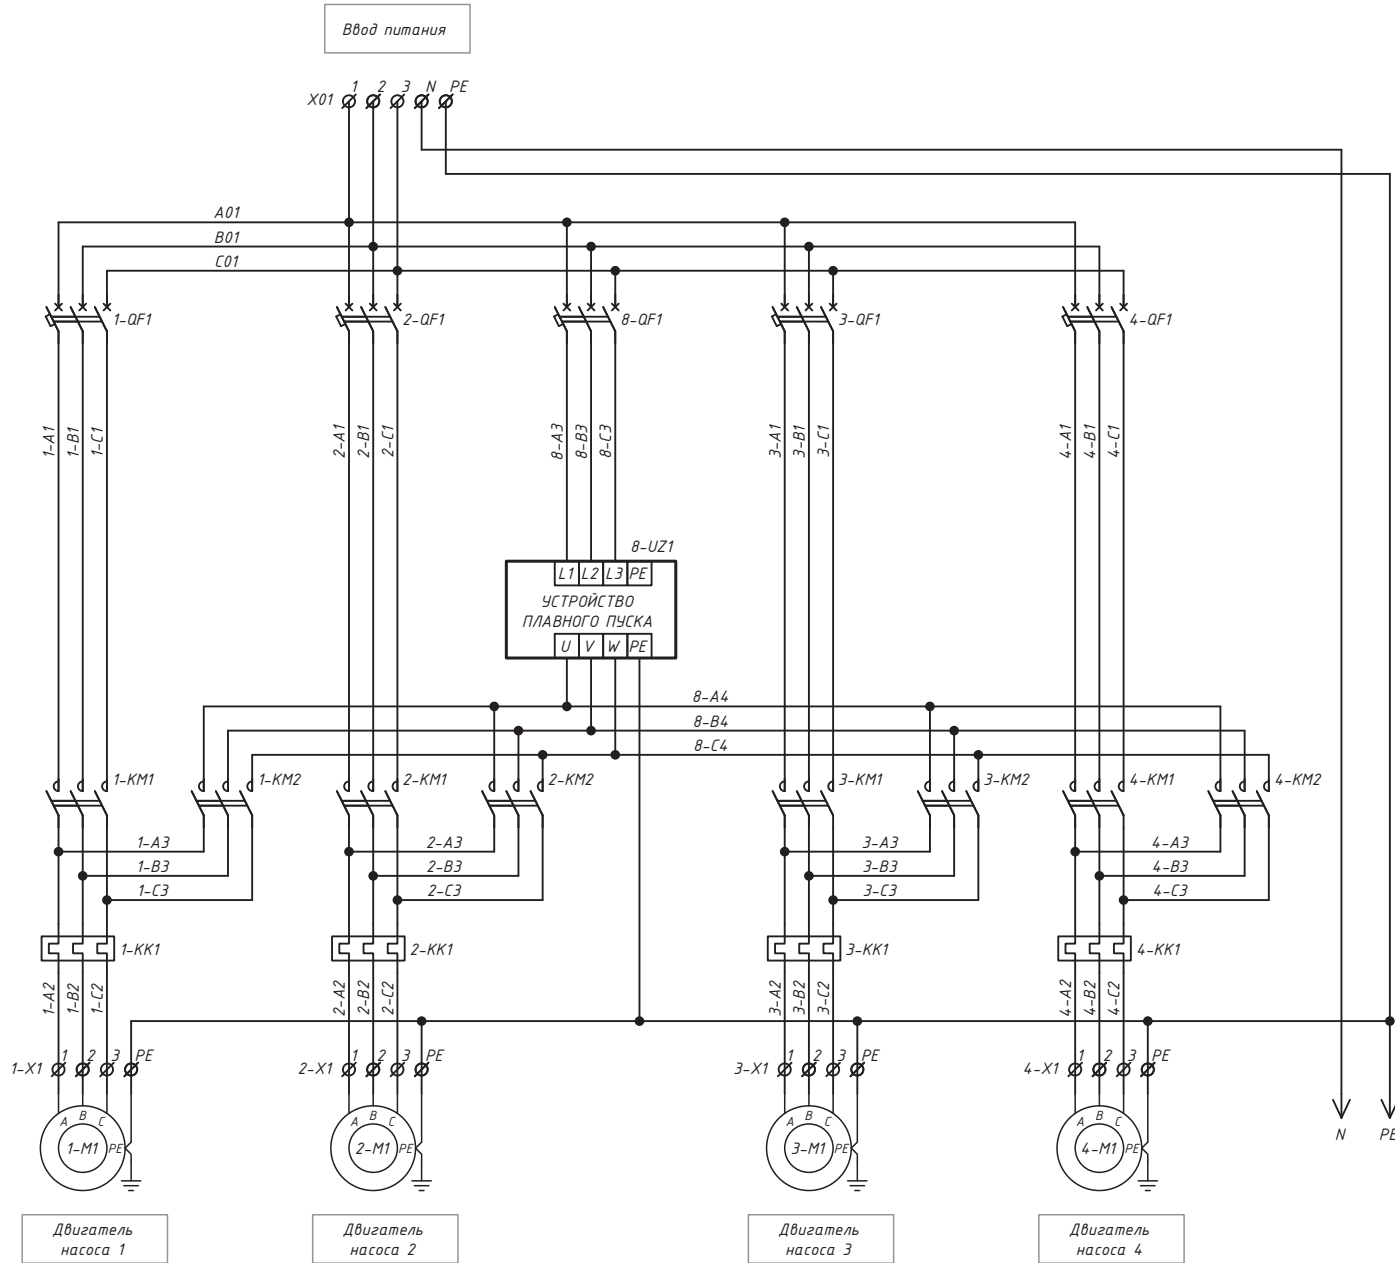 Ввод питания
1 2 3 N PE
X01
A01
B01
C01
1-QF1 2-QF1 8-QF1 3-QF1 4-QF1
1-A1 1-B1 1-C1 2-A1 2-B1 2-C1 8-A3 8-B3 8-C3 3-A1 3-B1 3-C1 4-A1 4-B1 4-C1
8-UZ1
L1 L2 L3 PE
УСТРОЙСТВО
ПЛАВНОГО ПУСКА
U V W PE
8-A4
8-B4
8-C4
1-KM1 1-KM2 2-KM1 2-KM2 3-KM1 3-KM2 4-KM1 4-KM2
1-A3 2-A3 3-A3 4-A3
1-B3 2-B3 3-B3 4-B3
1-C3 2-C3 3-C3 4-C3
1-KK1 2-KK1 3-KK1 4-KK1
1-A2 1-B2 1-C2 2-A2 2-B2 2-C2 3-A2 3-B2 3-C2 4-A2 4-B2 4-C2
1 2 3 PE 1 2 3 PE 1 2 3 PE 1 2 3 PE
1-X1 2-X1 3-X1 4-X1
A B C A B C A B C A B C
1-M1 PE 2-M1 PE 3-M1 PE 4-M1 PE
N PE
Двигатель
насоса 1
Двигатель
насоса 2
Двигатель
насоса 3
Двигатель
насоса 4